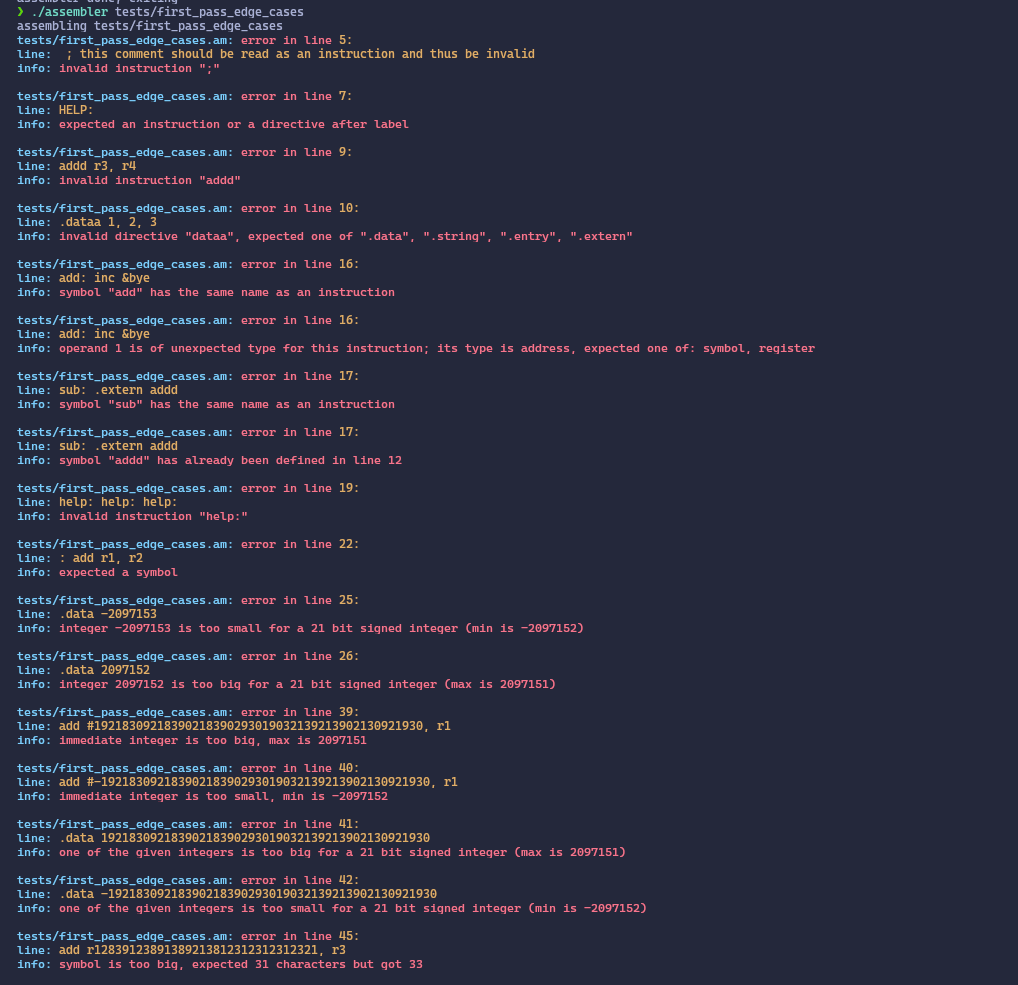 assembler done, exiting
❯ ./assembler tests/first_pass_edge_cases
assembling tests/first_pass_edge_cases
tests/first_pass_edge_cases.am: error in line 5:
line:  ; this comment should be read as an instruction and thus be invalid
info: invalid instruction ";"
tests/first_pass_edge_cases.am: error in line 7:
line: HELP:
info: expected an instruction or a directive after label
tests/first_pass_edge_cases.am: error in line 9:
line: addd r3, r4
info: invalid instruction "addd"
tests/first_pass_edge_cases.am: error in line 10:
line: .dataa 1, 2, 3
info: invalid directive "dataa", expected one of ".data", ".string", ".entry", ".extern"
tests/first_pass_edge_cases.am: error in line 16:
line: add: inc &bye
info: symbol "add" has the same name as an instruction
tests/first_pass_edge_cases.am: error in line 16:
line: add: inc &bye
info: operand 1 is of unexpected type for this instruction; its type is address, expected one of: symbol, register
tests/first_pass_edge_cases.am: error in line 17:
line: sub: .extern addd
info: symbol "sub" has the same name as an instruction
tests/first_pass_edge_cases.am: error in line 17:
line: sub: .extern addd
info: symbol "addd" has already been defined in line 12
tests/first_pass_edge_cases.am: error in line 19:
line: help: help: help:
info: invalid instruction "help:"
tests/first_pass_edge_cases.am: error in line 22:
line: : add r1, r2
info: expected a symbol
tests/first_pass_edge_cases.am: error in line 25:
line: .data -2097153
info: integer -2097153 is too small for a 21 bit signed integer (min is -2097152)
tests/first_pass_edge_cases.am: error in line 26:
line: .data 2097152
info: integer 2097152 is too big for a 21 bit signed integer (max is 2097151)
tests/first_pass_edge_cases.am: error in line 39:
line: add #19218309218390218390293019032139213902130921930, r1
info: immediate integer is too big, max is 2097151
tests/first_pass_edge_cases.am: error in line 40:
line: add #-19218309218390218390293019032139213902130921930, r1
info: immediate integer is too small, min is -2097152
tests/first_pass_edge_cases.am: error in line 41:
line: .data 19218309218390218390293019032139213902130921930
info: one of the given integers is too big for a 21 bit signed integer (max is 2097151)
tests/first_pass_edge_cases.am: error in line 42:
line: .data -19218309218390218390293019032139213902130921930
info: one of the given integers is too small for a 21 bit signed integer (min is -2097152)
tests/first_pass_edge_cases.am: error in line 45:
line: add r12839123891389213812312312312321, r3
info: symbol is too big, expected 31 characters but got 33